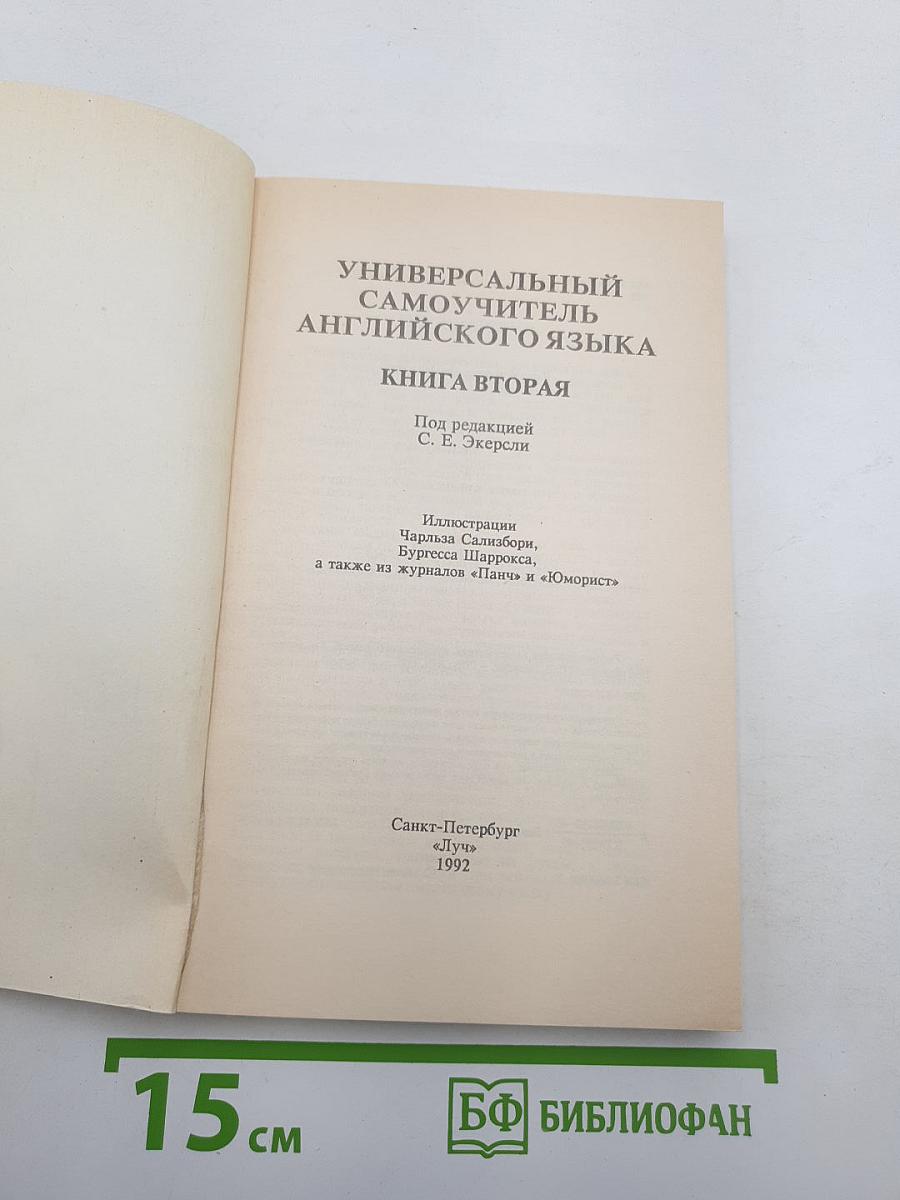 УНИВЕРСАЛЬНЫЙ
САМОУЧИТЕЛЬ
АНГЛИЙСКОГО ЯЗЫКА
КНИГА ВТОРАЯ
Под редакцией
С. Е. Экерсли
Иллюстрации
Чарльза Сализбори,
Бургесса Шаррокса,
а также из журналов «Панч» и «Юморист»
Санкт-Петербург
«Луч»
1992
15 см
БФ БИБЛИОФАН